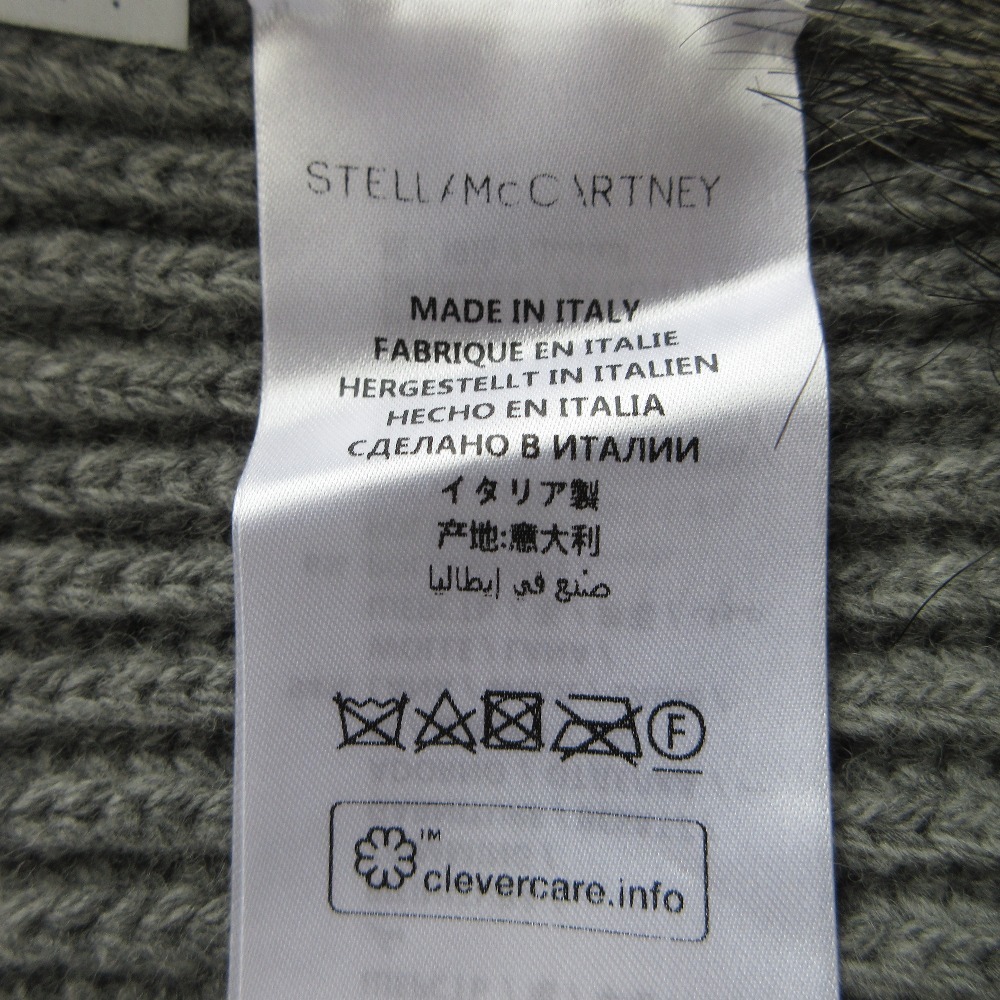 STELLA McCARTNEY
MADE IN ITALY
FABRIQUE EN ITALIE
HERGESTELLT IN ITALIEN
HECHO EN ITALIA
СДЕЛАНО В ИТАЛИИ
イタリア製
产地:意大利
صنع في إيطاليا
F
™
clevercare.info